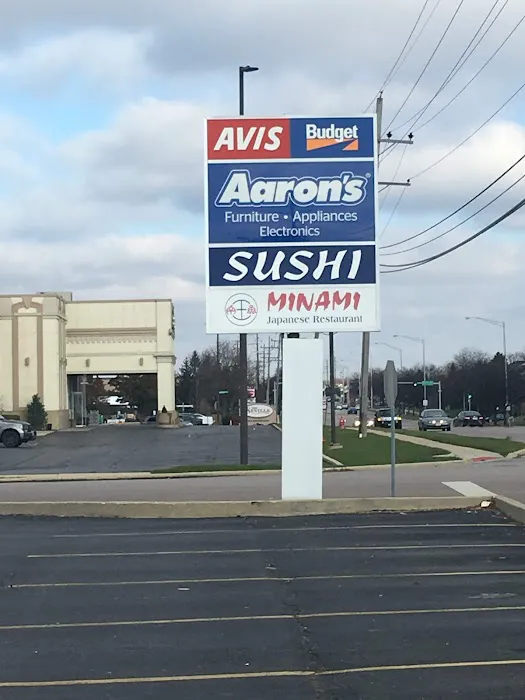 AVIS Budget
Aaron's®
Furniture • Appliances
Electronics
SUSHI
MINAMI
Japanese Restaurant